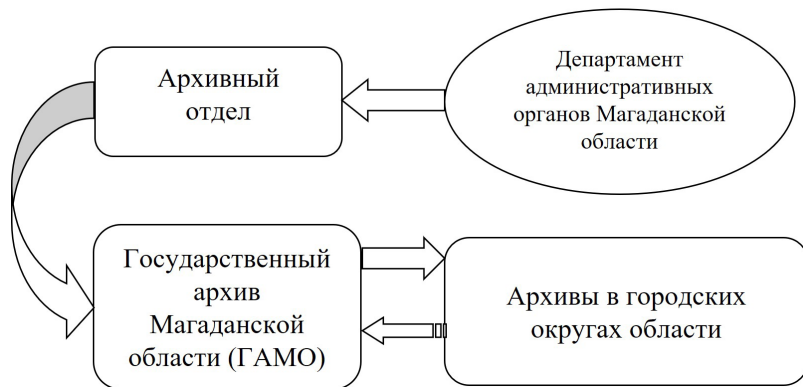 Архивный
отдел
Департамент
административных
органов Магаданской
области
Государственный
архив
Магаданской
области (ГАМО)
Архивы в городских
округах области